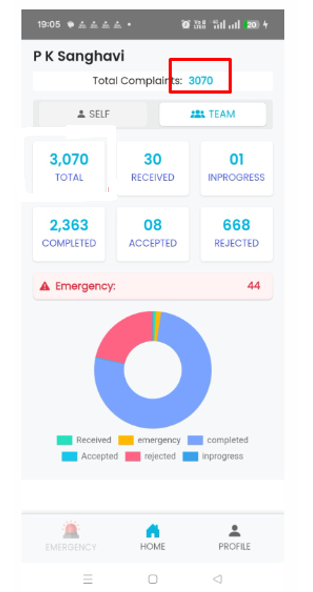 19:05 20
P K Sanghavi
Total Complaints: 3070
SELF TEAM
3,070 30 01
TOTAL RECEIVED INPROGRESS
2,363 08 668
COMPLETED ACCEPTED REJECTED
Emergency: 44
Received emergency completed
Accepted rejected inprogress
EMERGENCY HOME PROFILE